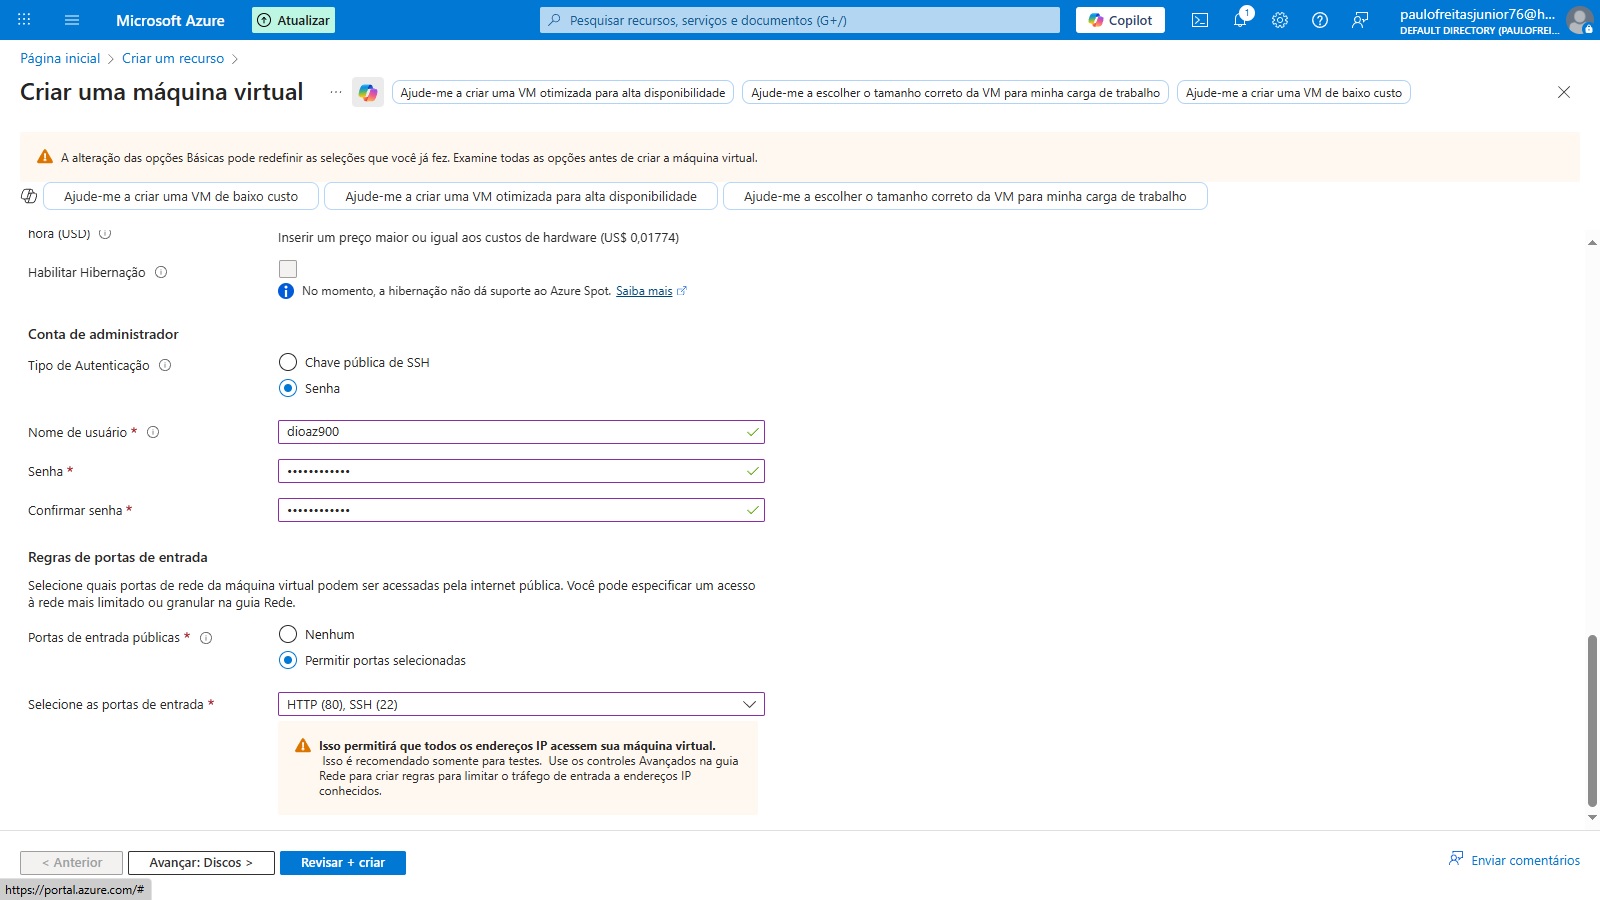 Microsoft Azure
Atualizar
Pesquisar recursos, serviços e documentos (G+/)
Copilot
1
paulofreitasjunior76@h...
DEFAULT DIRECTORY (PAULOFREI...
Página inicial > Criar um recurso >
Criar uma máquina virtual
...
Ajude-me a criar uma VM otimizada para alta disponibilidade
Ajude-me a escolher o tamanho correto da VM para minha carga de trabalho
Ajude-me a criar uma VM de baixo custo
A alteração das opções Básicas pode redefinir as seleções que você já fez. Examine todas as opções antes de criar a máquina virtual.
Ajude-me a criar uma VM de baixo custo
Ajude-me a criar uma VM otimizada para alta disponibilidade
Ajude-me a escolher o tamanho correto da VM para minha carga de trabalho
hora (USD)
Inserir um preço maior ou igual aos custos de hardware (US$ 0,01774)
Habilitar Hibernação
No momento, a hibernação não dá suporte ao Azure Spot. Saiba mais
Conta de administrador
Tipo de Autenticação
Chave pública de SSH
Senha
Nome de usuário *
dioaz900
Senha *
••••••••••••
Confirmar senha *
••••••••••••
Regras de portas de entrada
Selecione quais portas de rede da máquina virtual podem ser acessadas pela internet pública. Você pode especificar um acesso
à rede mais limitado ou granular na guia Rede.
Portas de entrada públicas *
Nenhum
Permitir portas selecionadas
Selecione as portas de entrada *
HTTP (80), SSH (22)
Isso permitirá que todos os endereços IP acessem sua máquina virtual.
Isso é recomendado somente para testes. Use os controles Avançados na guia
Rede para criar regras para limitar o tráfego de entrada a endereços IP
conhecidos.
< Anterior
Avançar: Discos >
Revisar + criar
Enviar comentários
https://portal.azure.com/#